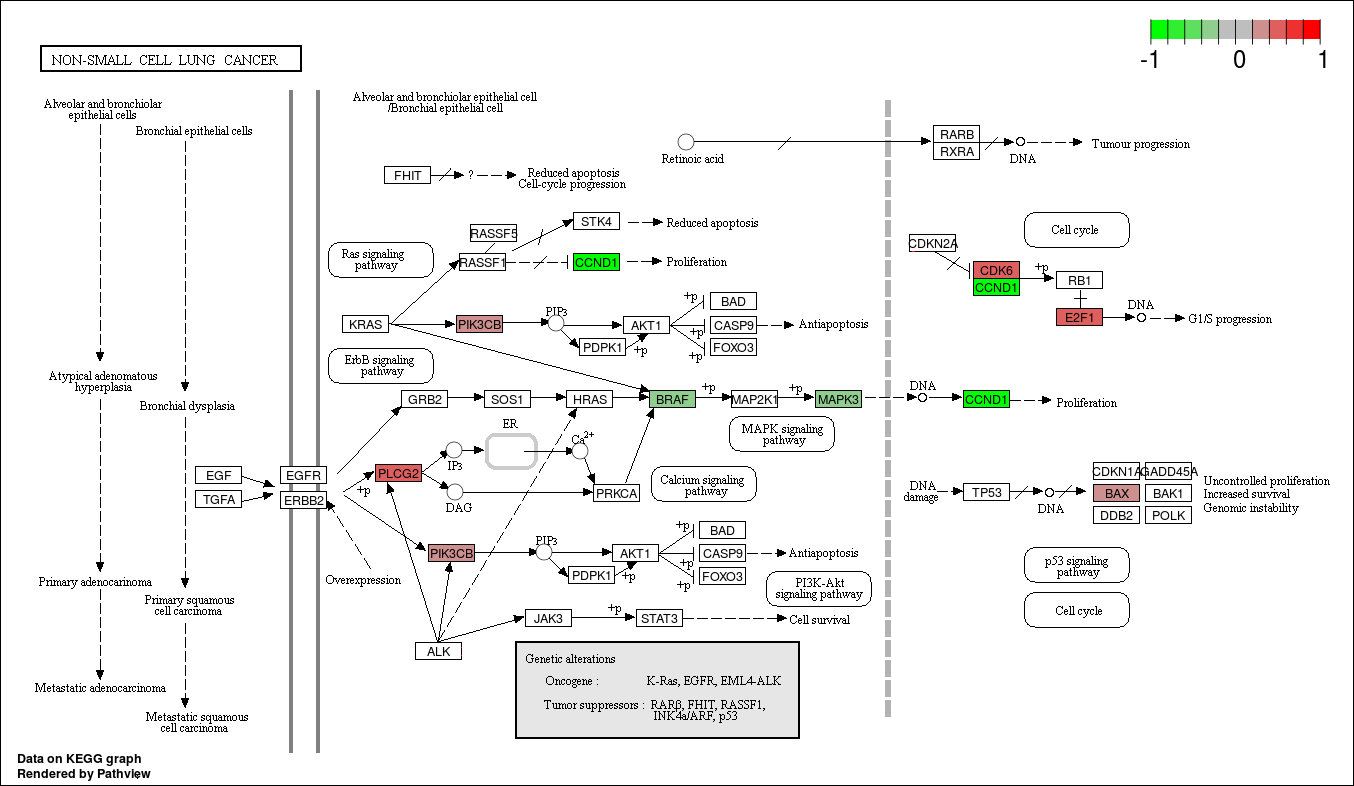 -1 0 1
NON-SMALL CELL LUNG CANCER
Alveolar and bronchiolar
epithelial cells
Bronchial epithelial cells
Atypical adenomatous
hyperplasia
Bronchial dysplasia
Primary adenocarinoma
Primary squamous
cell carcinoma
Metastatic adenocarcinoma
Metastatic squamous
cell carcinoma
Alveolar and bronchiolar epithelial cell
/Bronchial epithelial cell
Retinoic acid
RARB
RXRA
DNA
Tumour progression
FHIT
?
Reduced apoptosis
Cell-cycle progression
RASSF5
STK4
Reduced apoptosis
Ras signaling
pathway
RASSF1
CCND1
Proliferation
Cell cycle
CDKN2A
CDK6
CCND1
+p
RB1
E2F1
DNA
G1/S progression
KRAS
PIK3CB
PIP3
PDPK1
+p
AKT1
+p
+p
+p
BAD
CASP9
FOXO3
Antiapoptosis
ErbB signaling
pathway
GRB2
SOS1
HRAS
BRAF
+p
MAP2K1
+p
MAPK3
DNA
CCND1
Proliferation
MAPK signaling
pathway
EGF
TGFA
EGFR
ERBB2
+p
PLCG2
IP3
DAG
ER
Ca2+
PRKCA
Calcium signaling
pathway
DNA
damage
TP53
DNA
CDKN1A
GADD45A
BAX
BAK1
DDB2
POLK
Uncontrolled proliferation
Increased survival
Genomic instability
Overexpression
PIK3CB
PIP3
PDPK1
+p
AKT1
+p
+p
+p
BAD
CASP9
FOXO3
Antiapoptosis
PI3K-Akt
signaling pathway
p53 signaling
pathway
Cell cycle
JAK3
+p
STAT3
Cell survival
ALK
Genetic alterations
Oncogene : K-Ras, EGFR, EML4-ALK
Tumor suppressors : RARβ, FHIT, RASSF1,
INK4a/ARF, p53
Data on KEGG graph
Rendered by Pathview